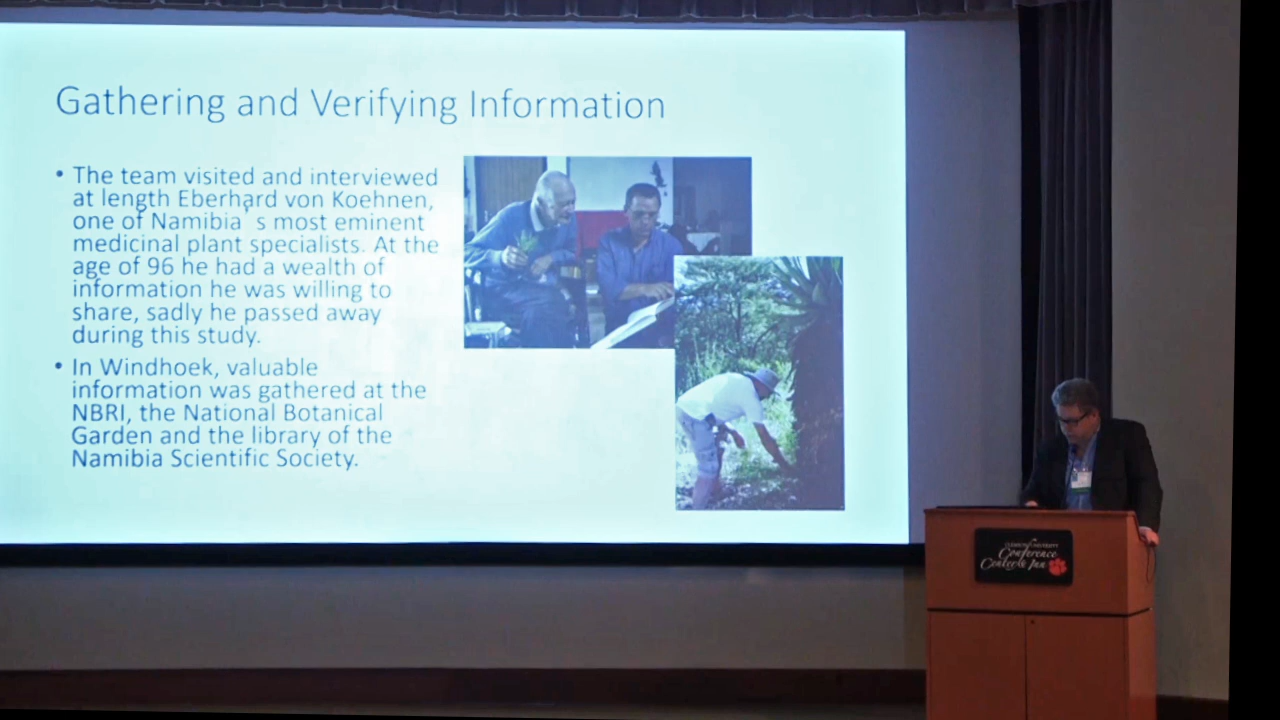 Gathering and Verifying Information
• The team visited and interviewed
at length Eberhard von Koehnen,
one of Namibia's most eminent
medicinal plant specialists. At the
age of 96 he had a wealth of
information he was willing to
share, sadly he passed away
during this study.
• In Windhoek, valuable
information was gathered at the
NBRI, the National Botanical
Garden and the library of the
Namibia Scientific Society.
CLEMSON UNIVERSITY
Conference
Center & Inn